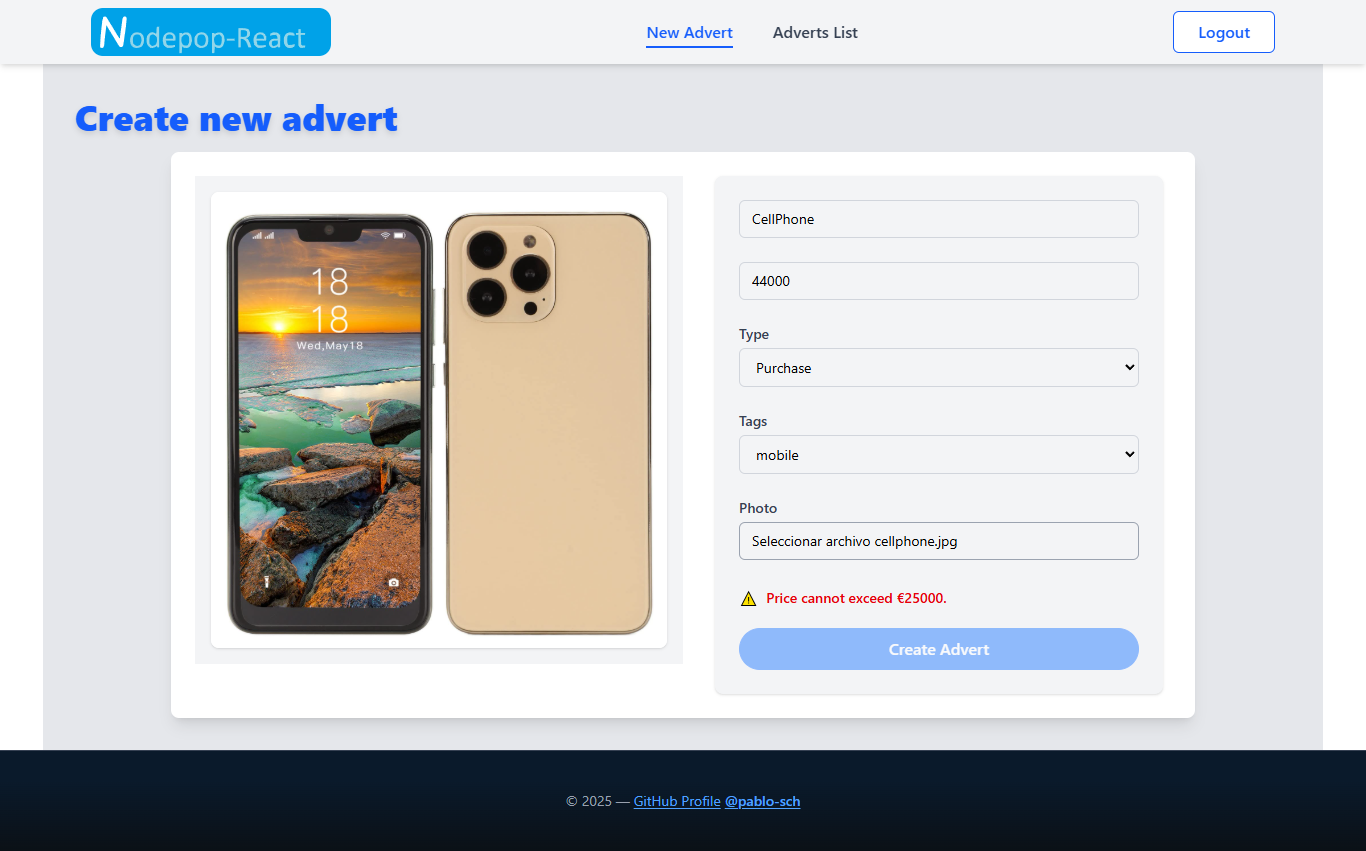 Nodepop-React
New Advert
Adverts List
Logout
Create new advert
18
18
Wed,May18
CellPhone
44000
Type
Purchase
Tags
mobile
Photo
Seleccionar archivo cellphone.jpg
⚠ Price cannot exceed €25000.
Create Advert
© 2025 — GitHub Profile @pablo-sch